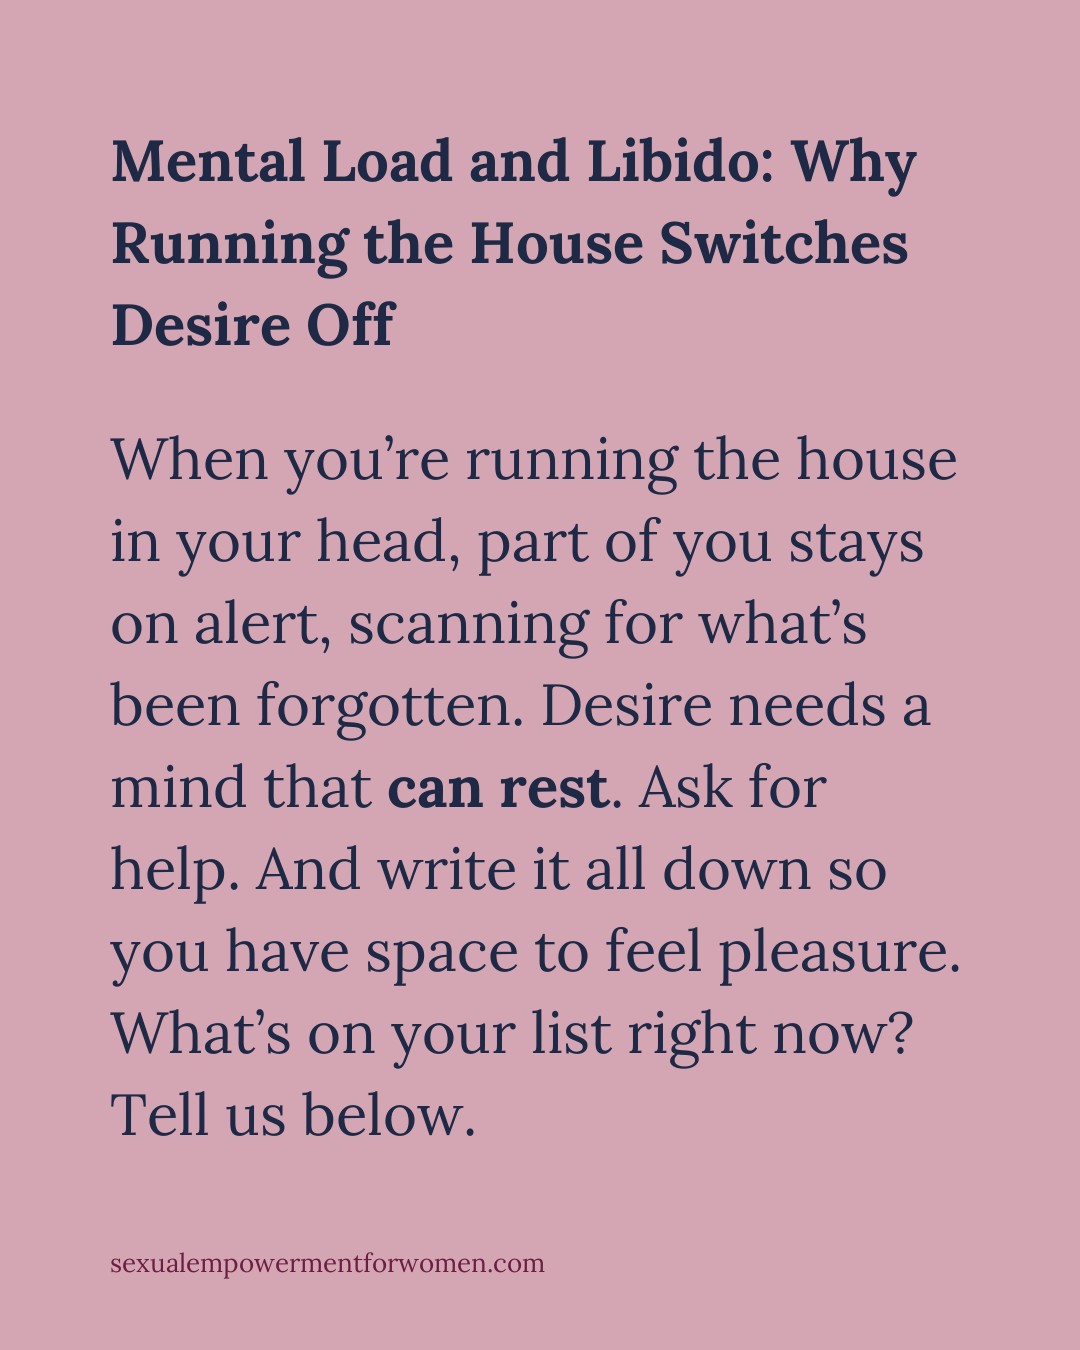 Mental Load and Libido: Why
Running the House Switches
Desire Off
When you’re running the house
in your head, part of you stays
on alert, scanning for what’s
been forgotten. Desire needs a
mind that can rest. Ask for
help. And write it all down so
you have space to feel pleasure.
What’s on your list right now?
Tell us below.
sexualempowermentforwomen.com